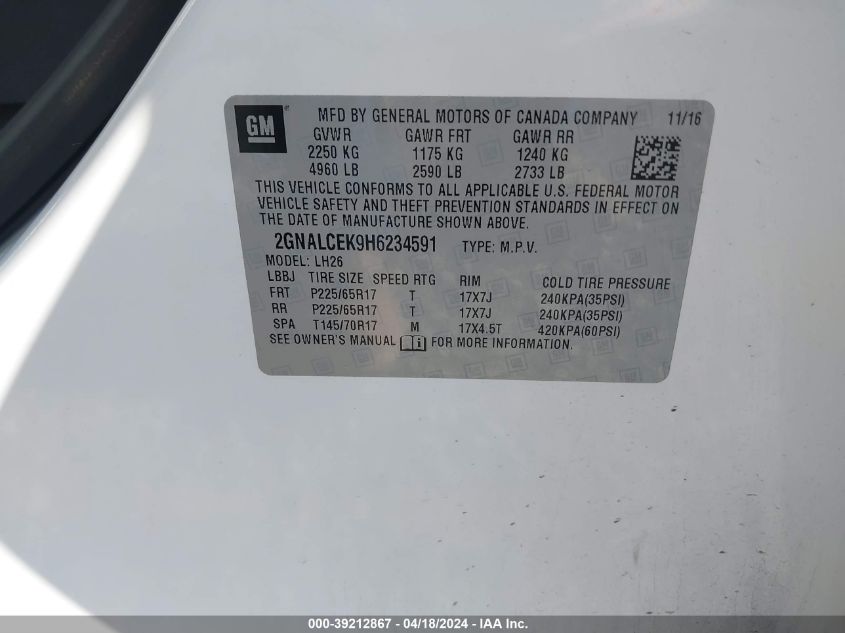 GM
MFD BY GENERAL MOTORS OF CANADA COMPANY 11/16
GVWR GAWR FRT GAWR RR
2250 KG 1175 KG 1240 KG
4960 LB 2590 LB 2733 LB
THIS VEHICLE CONFORMS TO ALL APPLICABLE U.S. FEDERAL MOTOR
VEHICLE SAFETY AND THEFT PREVENTION STANDARDS IN EFFECT ON
THE DATE OF MANUFACTURE SHOWN ABOVE.
2GNALCEK9H6234591 TYPE: M.P.V.
MODEL: LH26
LBBJ TIRE SIZE SPEED RTG RIM COLD TIRE PRESSURE
FRT P225/65R17 T 17X7J 240KPA(35PSI)
RR P225/65R17 T 17X7J 240KPA(35PSI)
SPA T145/70R17 M 17X4.5T 420KPA(60PSI)
SEE OWNER'S MANUAL FOR MORE INFORMATION.
000-39212867 / 04/18/2024 - IAA Inc.